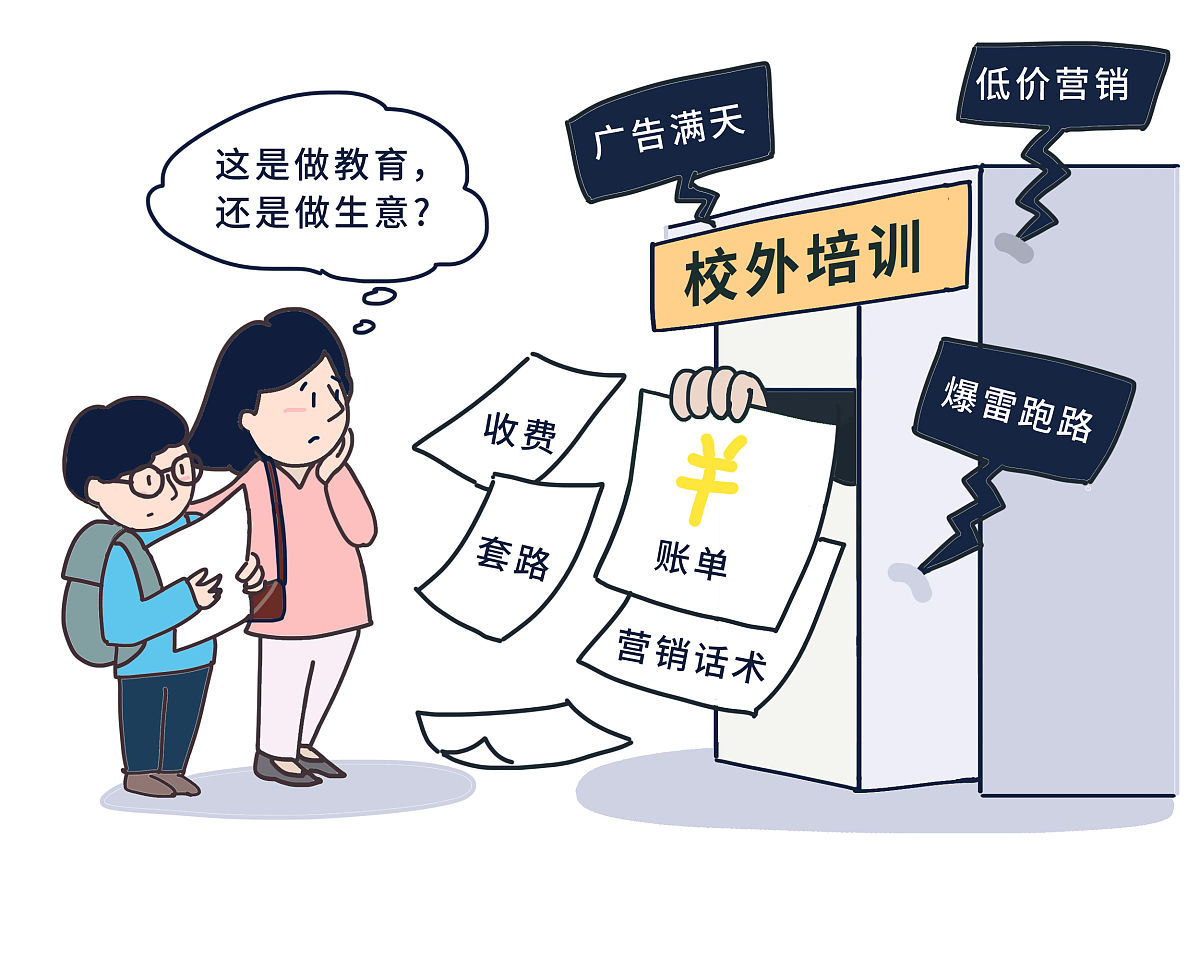 这是做教育，
还是做生意?
广告满天
低价营销
校外培训
爆雷跑路
收费
套路
¥
账单
营销话术